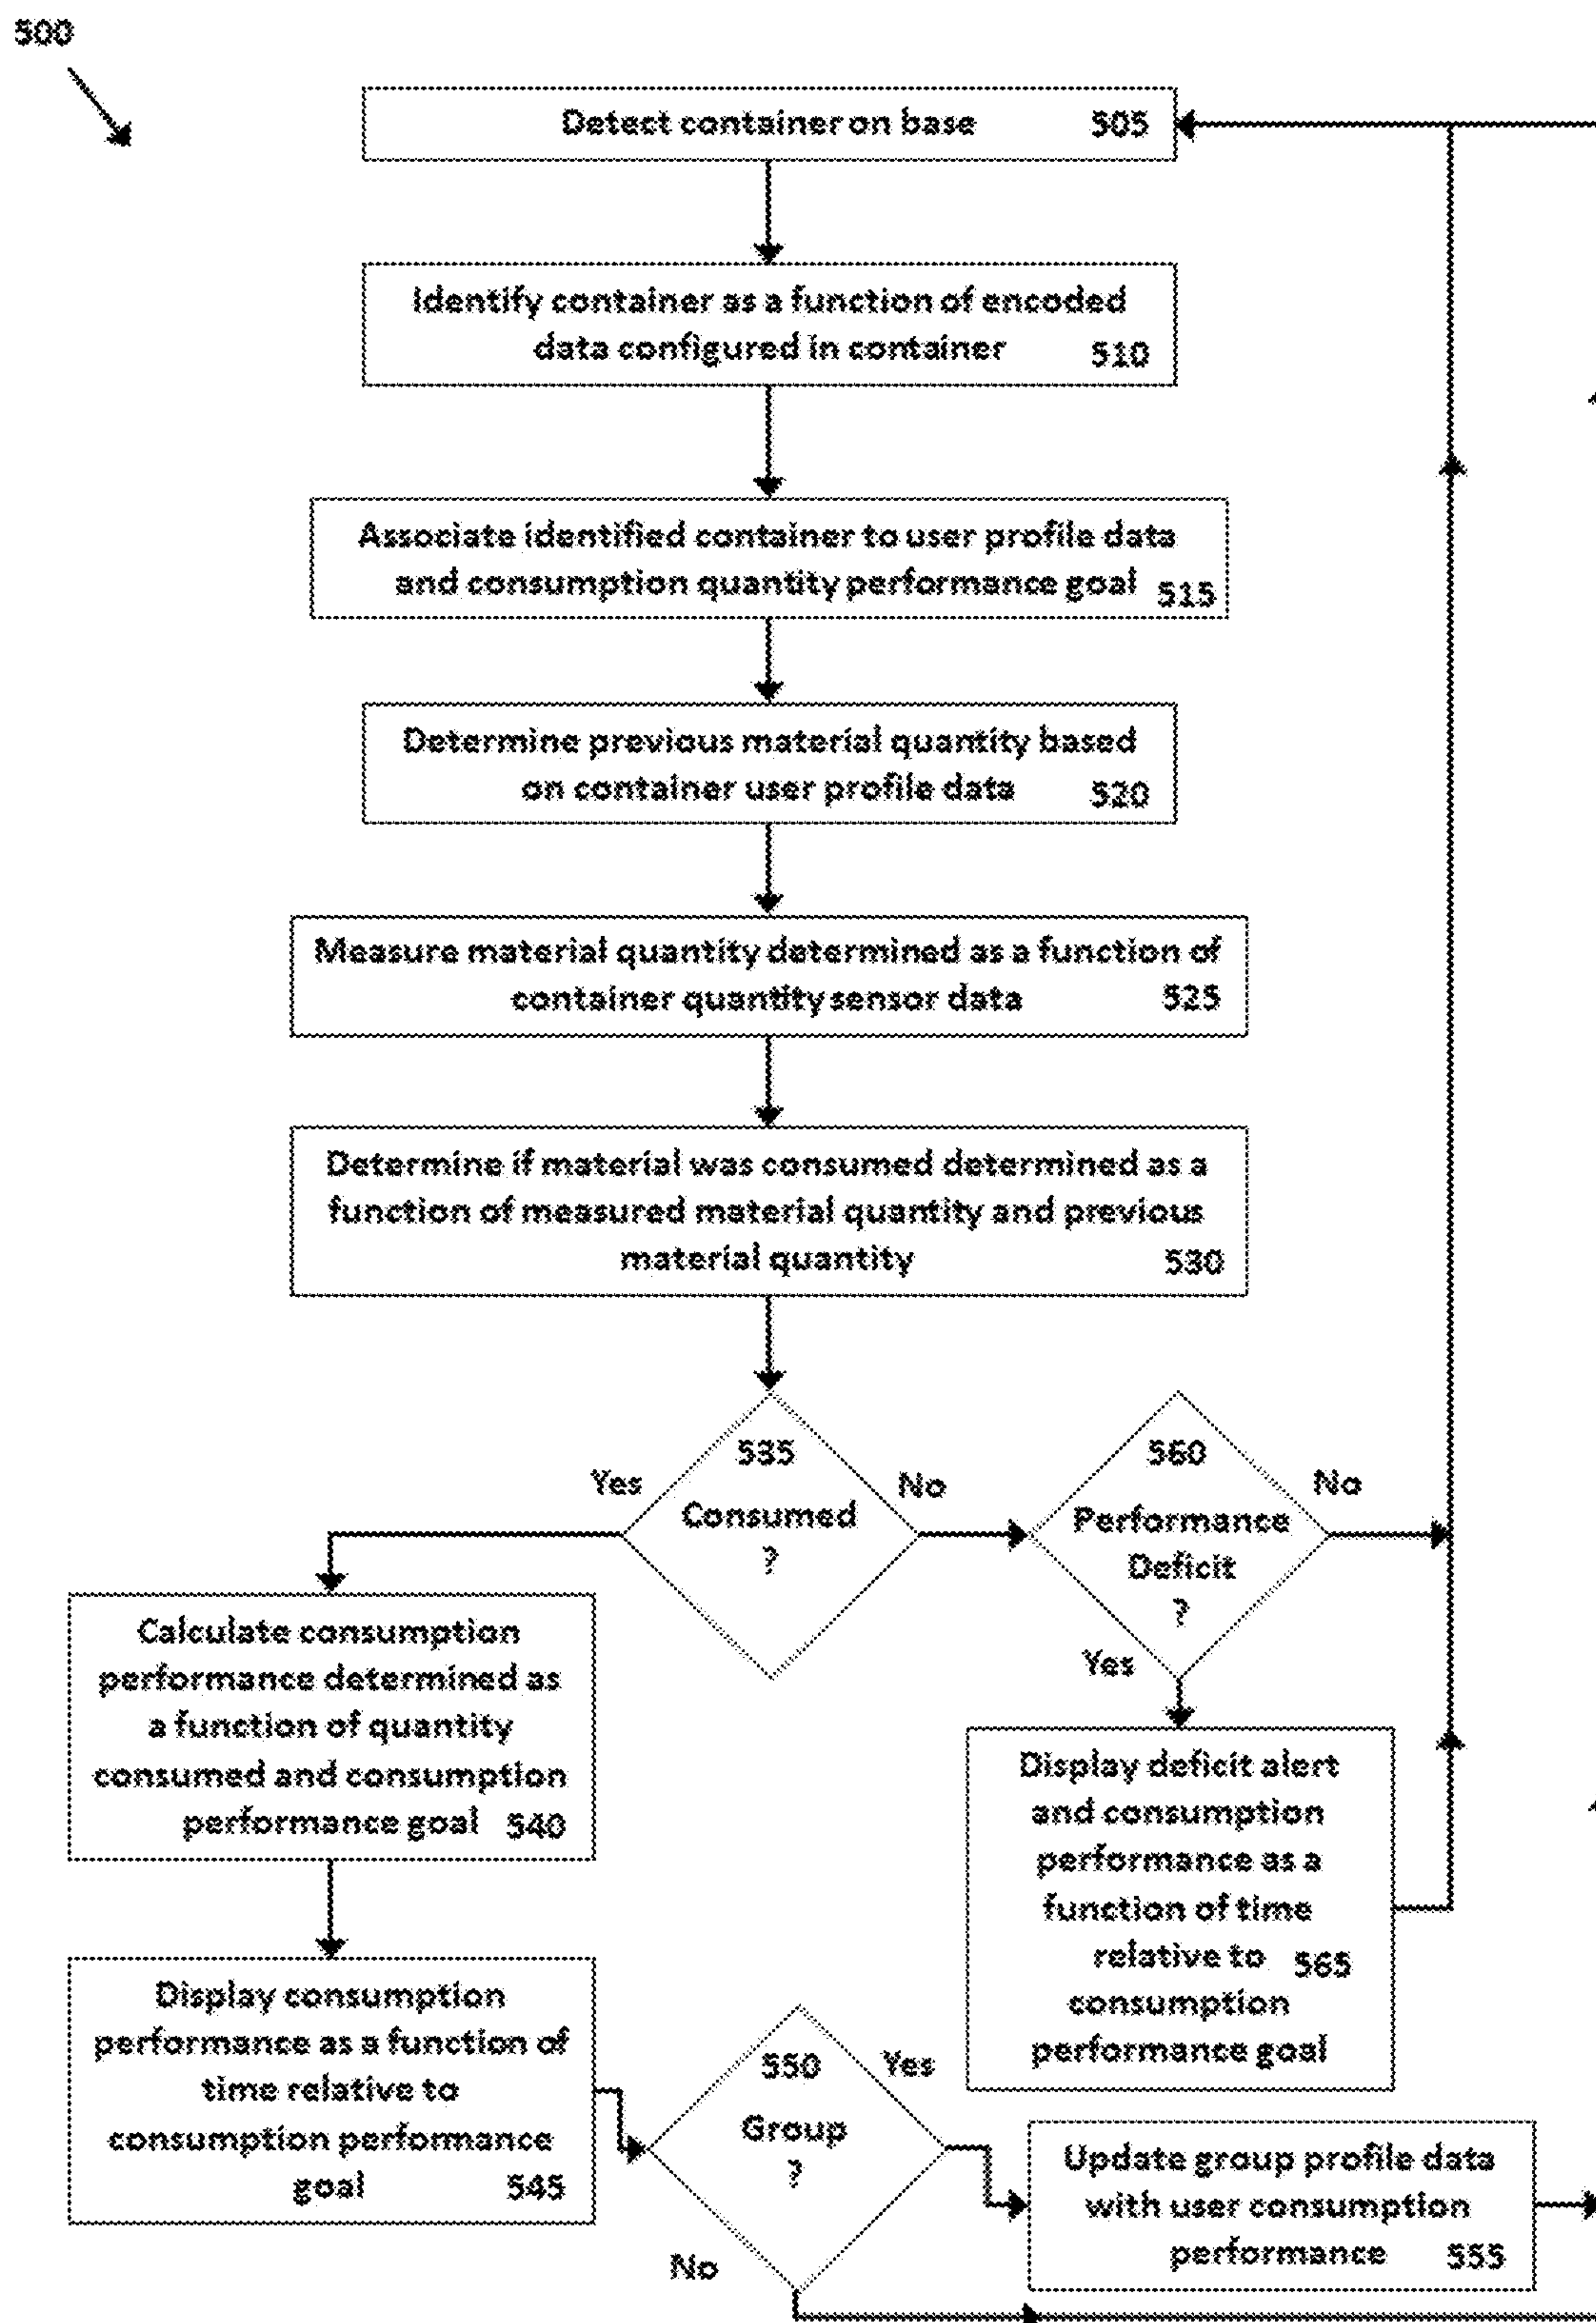 500
Detect container on base 505
Identify container as a function of encoded
data configured in container 510
Associate identified container to user profile data
and consumption quantity performance goal 515
Determine previous material quantity based
on container user profile data 520
Measure material quantity determined as a function of
container quantity sensor data 525
Determine if material was consumed determined as a
function of measured material quantity and previous
material quantity 530
535
Consumed
?
Yes
No
560
Performance
Deficit
?
No
Yes
Calculate consumption
performance determined as
a function of quantity
consumed and consumption
performance goal 540
Display deficit alert
and consumption
performance as a
function of time
relative to 565
consumption
performance goal
Display consumption
performance as a function of
time relative to
consumption performance
goal 545
550
Group
?
Yes
No
Update group profile data
with user consumption
performance 555